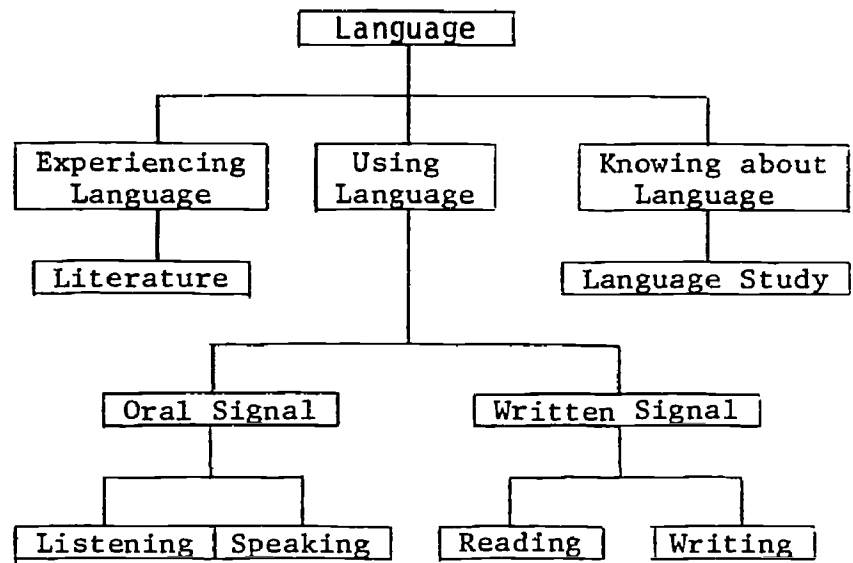 Language
Experiencing
Language
Using
Language
Knowing about
Language
Literature
Language Study
Oral Signal
Written Signal
Listening
Speaking
Reading
Writing